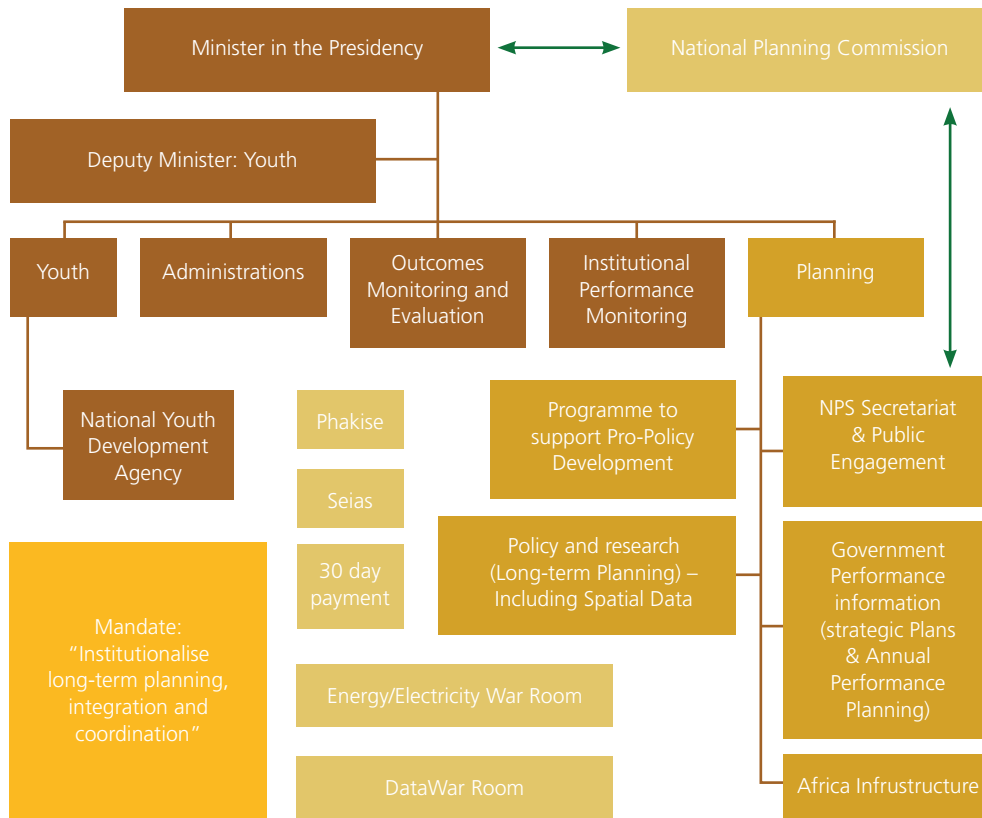 Minister in the Presidency
National Planning Commission
Deputy Minister: Youth
Youth
Administrations
Outcomes
Monitoring and
Evaluation
Institutional
Performance
Monitoring
Planning
National Youth
Development
Agency
Phakise
Seias
30 day
payment
Programme to
support Pro-Policy
Development
NPS Secretariat
& Public
Engagement
Policy and research
(Long-term Planning) –
Including Spatial Data
Government
Performance
information
(strategic Plans
& Annual
Performance
Planning)
Mandate:
“Institutionalise
long-term planning,
integration and
coordination”
Energy/Electricity War Room
DataWar Room
Africa Infrustructure